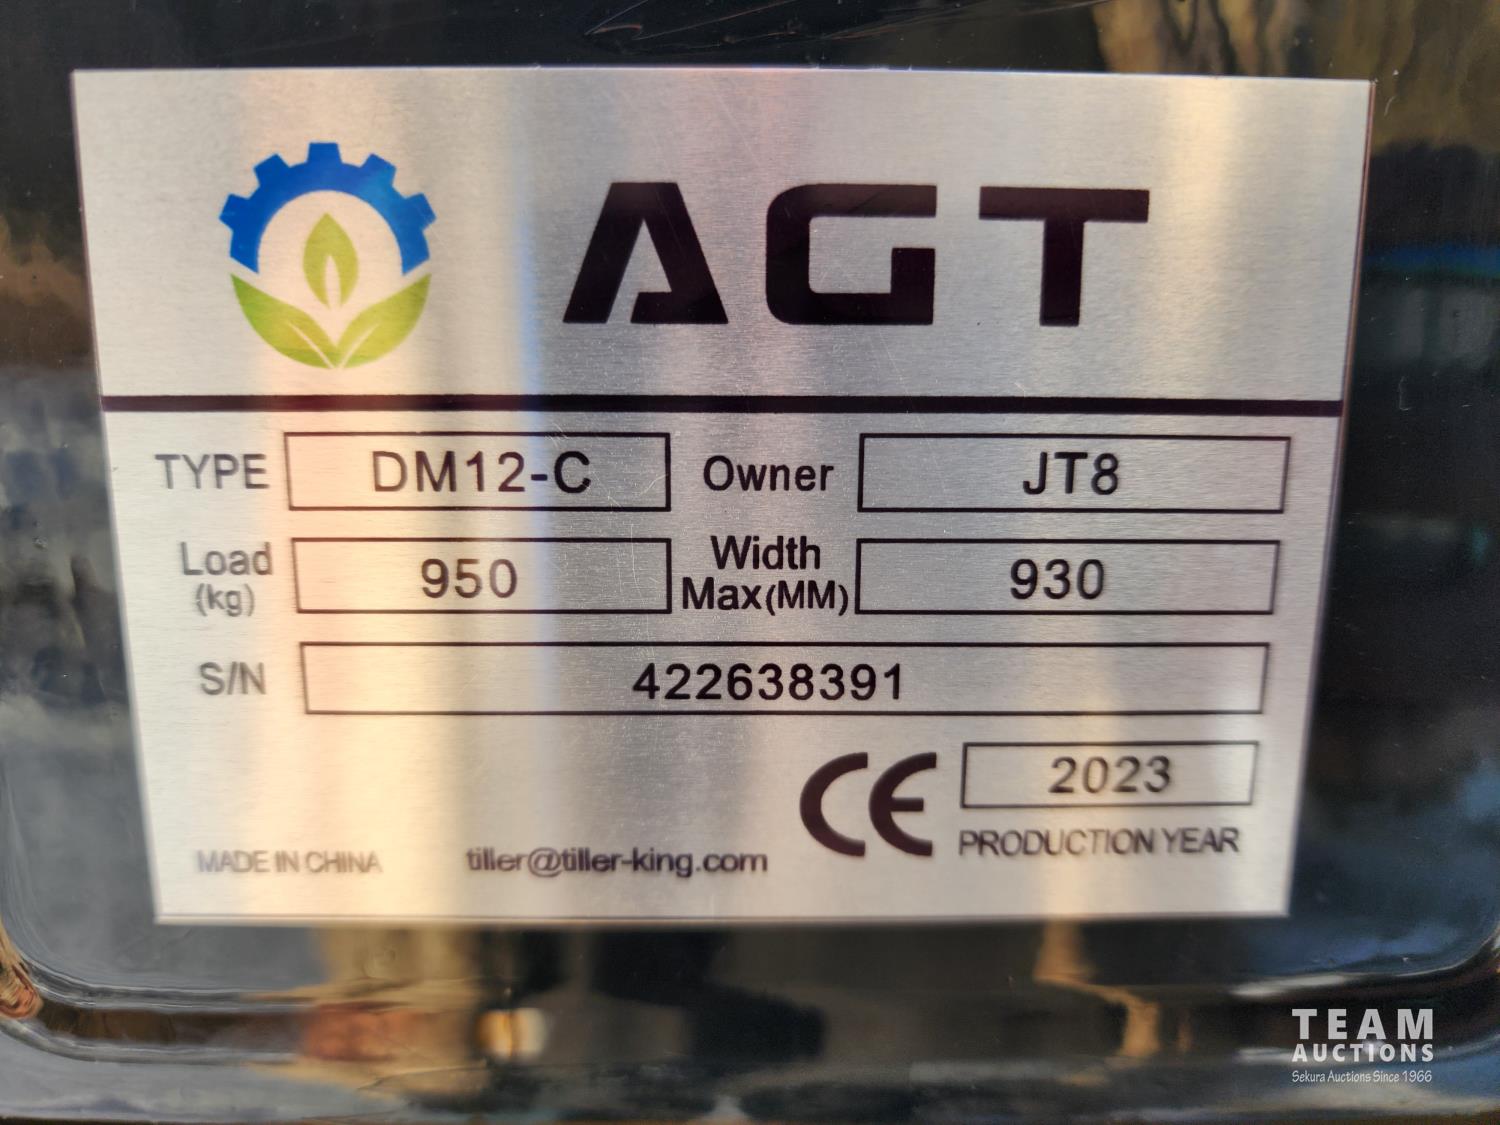 AGT
TYPE DM12-C Owner JT8
Load (kg) 950 Width Max(MM) 930
S/N 422638391
CE 2023
PRODUCTION YEAR
MADE IN CHINA tiller@tiller-king.com
TEAM
AUCTIONS
Sekura Auctions Since 1966